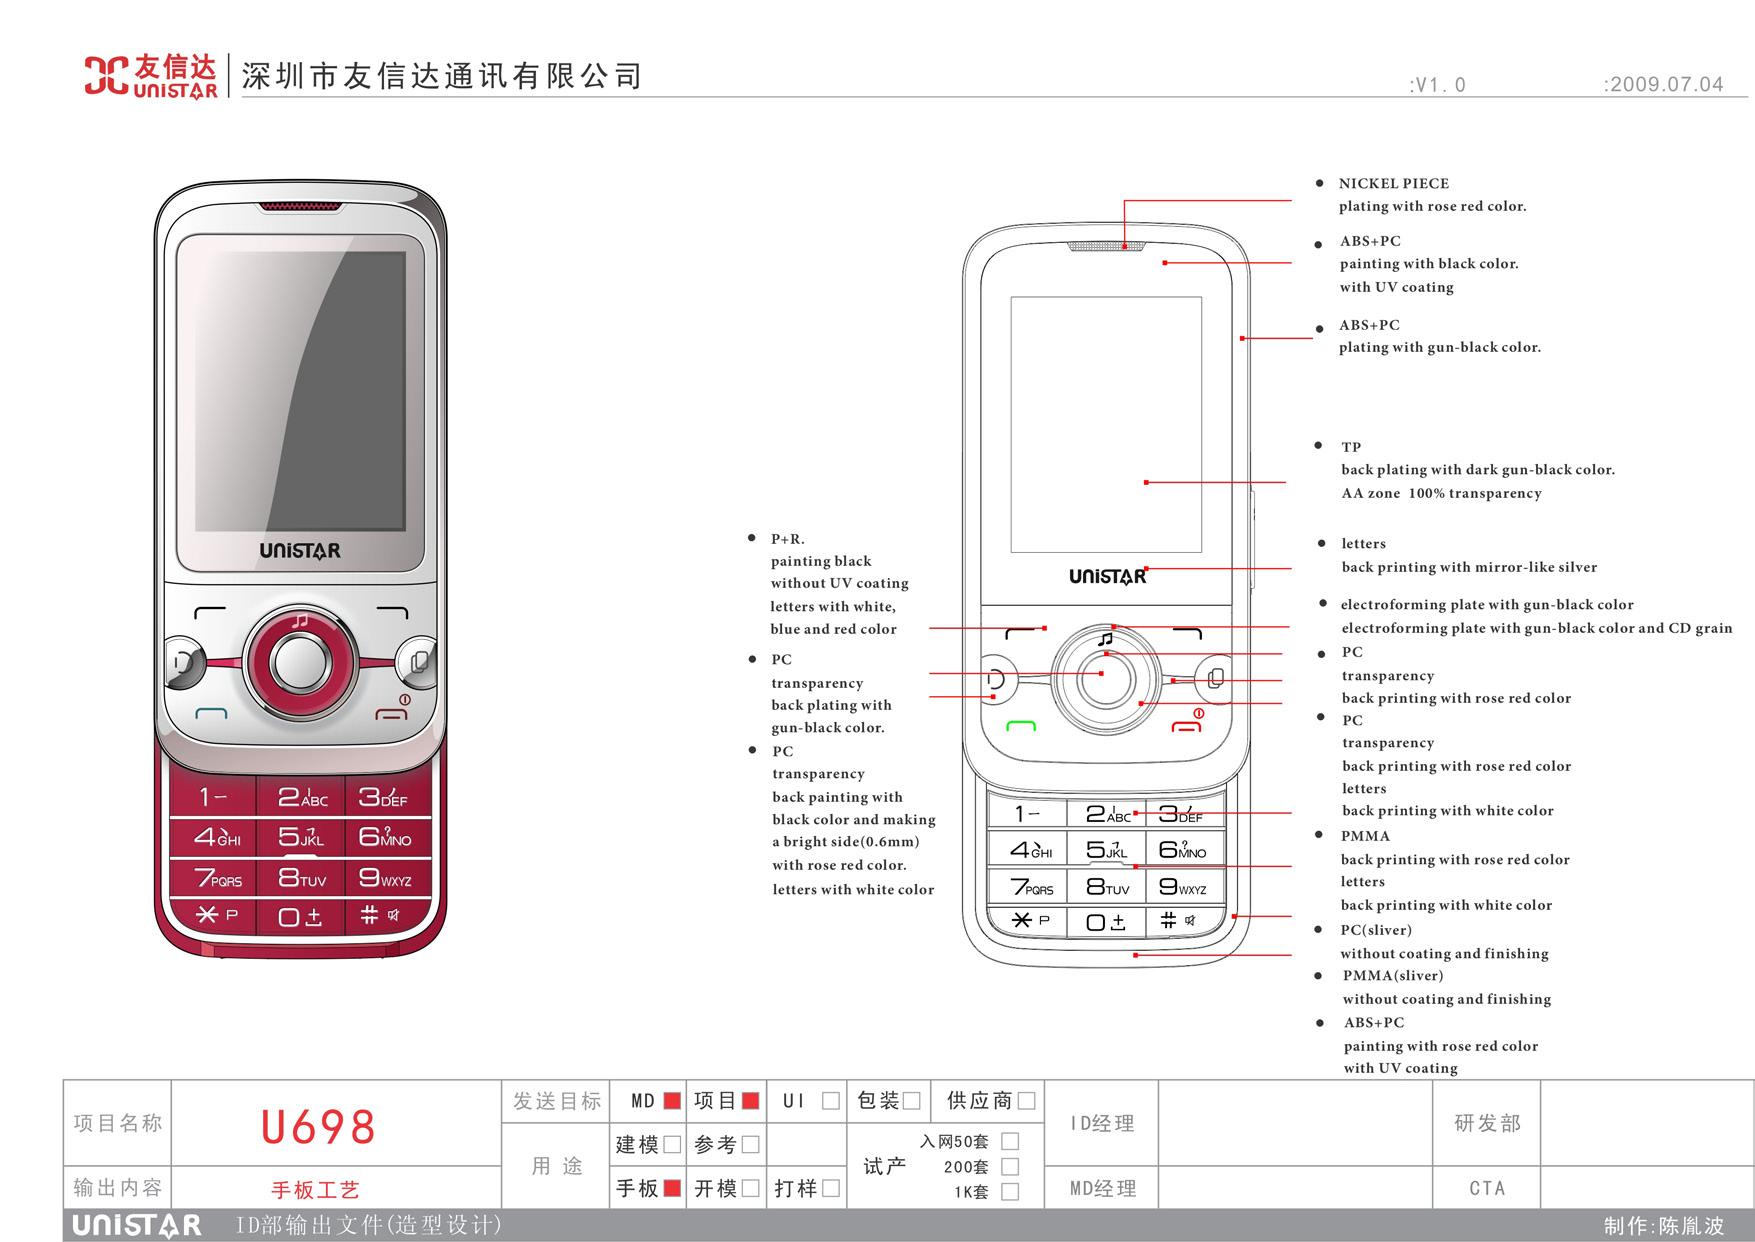 友信达
UNISTAR
深圳市友信达通讯有限公司
:V1. 0
:2009.07.04
UNISTAR
1-
2ABC
3DEF
4GHI
5JKL
6MNO
7PQRS
8TUV
9WXYZ
* P
0 +
#
P+R.
painting black
without UV coating
letters with white,
blue and red color
PC
transparency
back plating with
gun-black color.
PC
transparency
back painting with
black color and making
a bright side(0.6mm)
with rose red color.
letters with white color
UNISTAR
1-
2ABC
3DEF
4GHI
5JKL
6MNO
7PQRS
8TUV
9WXYZ
* P
0 +
#
NICKEL PIECE
plating with rose red color.
ABS+PC
painting with black color.
with UV coating
ABS+PC
plating with gun-black color.
TP
back plating with dark gun-black color.
AA zone 100% transparency
letters
back printing with mirror-like silver
electroforming plate with gun-black color
electroforming plate with gun-black color and CD grain
PC
transparency
back printing with rose red color
PC
transparency
back printing with rose red color
letters
back printing with white color
PMMA
back printing with rose red color
letters
back printing with white color
PC(sliver)
without coating and finishing
PMMA(sliver)
without coating and finishing
ABS+PC
painting with rose red color
with UV coating
项目名称
U698
输出内容
手板工艺
发送目标
MD
项目
UI
包装
供应商
用 途
建模
参考
手板
开模
打样
试产
入网50套
200套
1K套
ID经理
研发部
MD经理
CTA
UNISTAR
ID部输出文件(造型设计)
制作:陈胤波